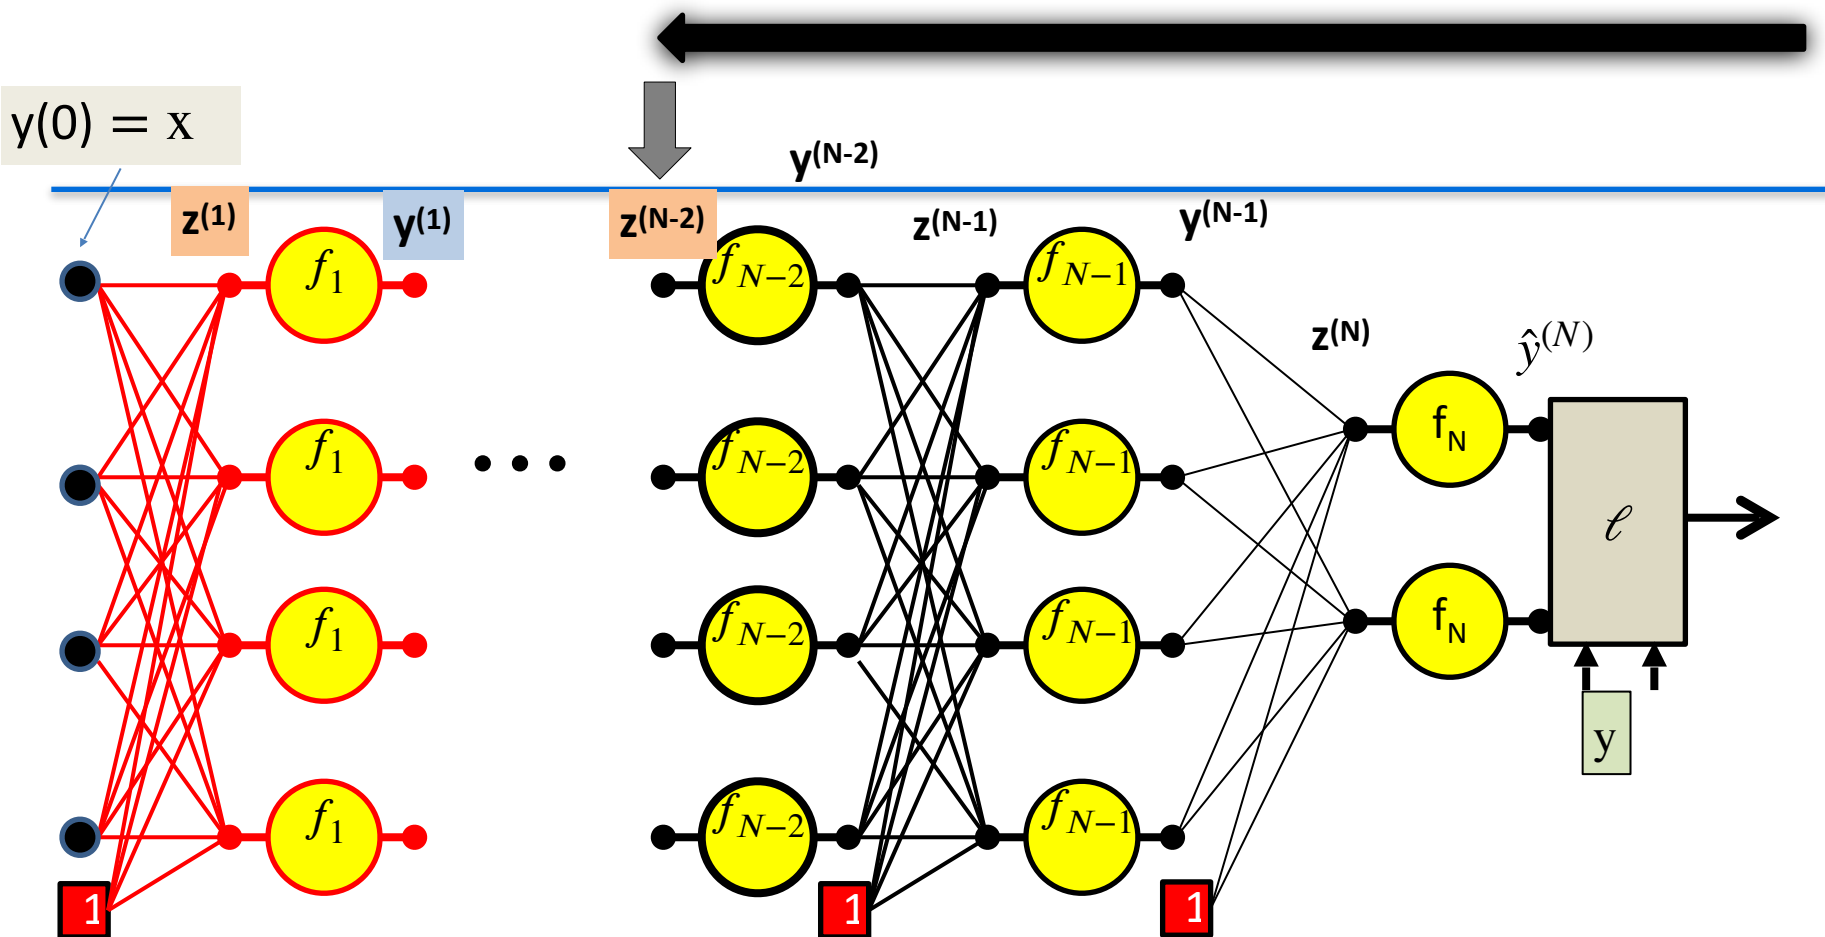 y(0) = x
y(N-2)
z(1)
y(1)
z(N-2)
z(N-1)
y(N-1)
f1
fN−2
fN−1
z(N)
ŷ(N)
f1
fN−2
fN−1
fN
ℓ
f1
fN−2
fN−1
fN
y
f1
fN−2
fN−1
1
1
1